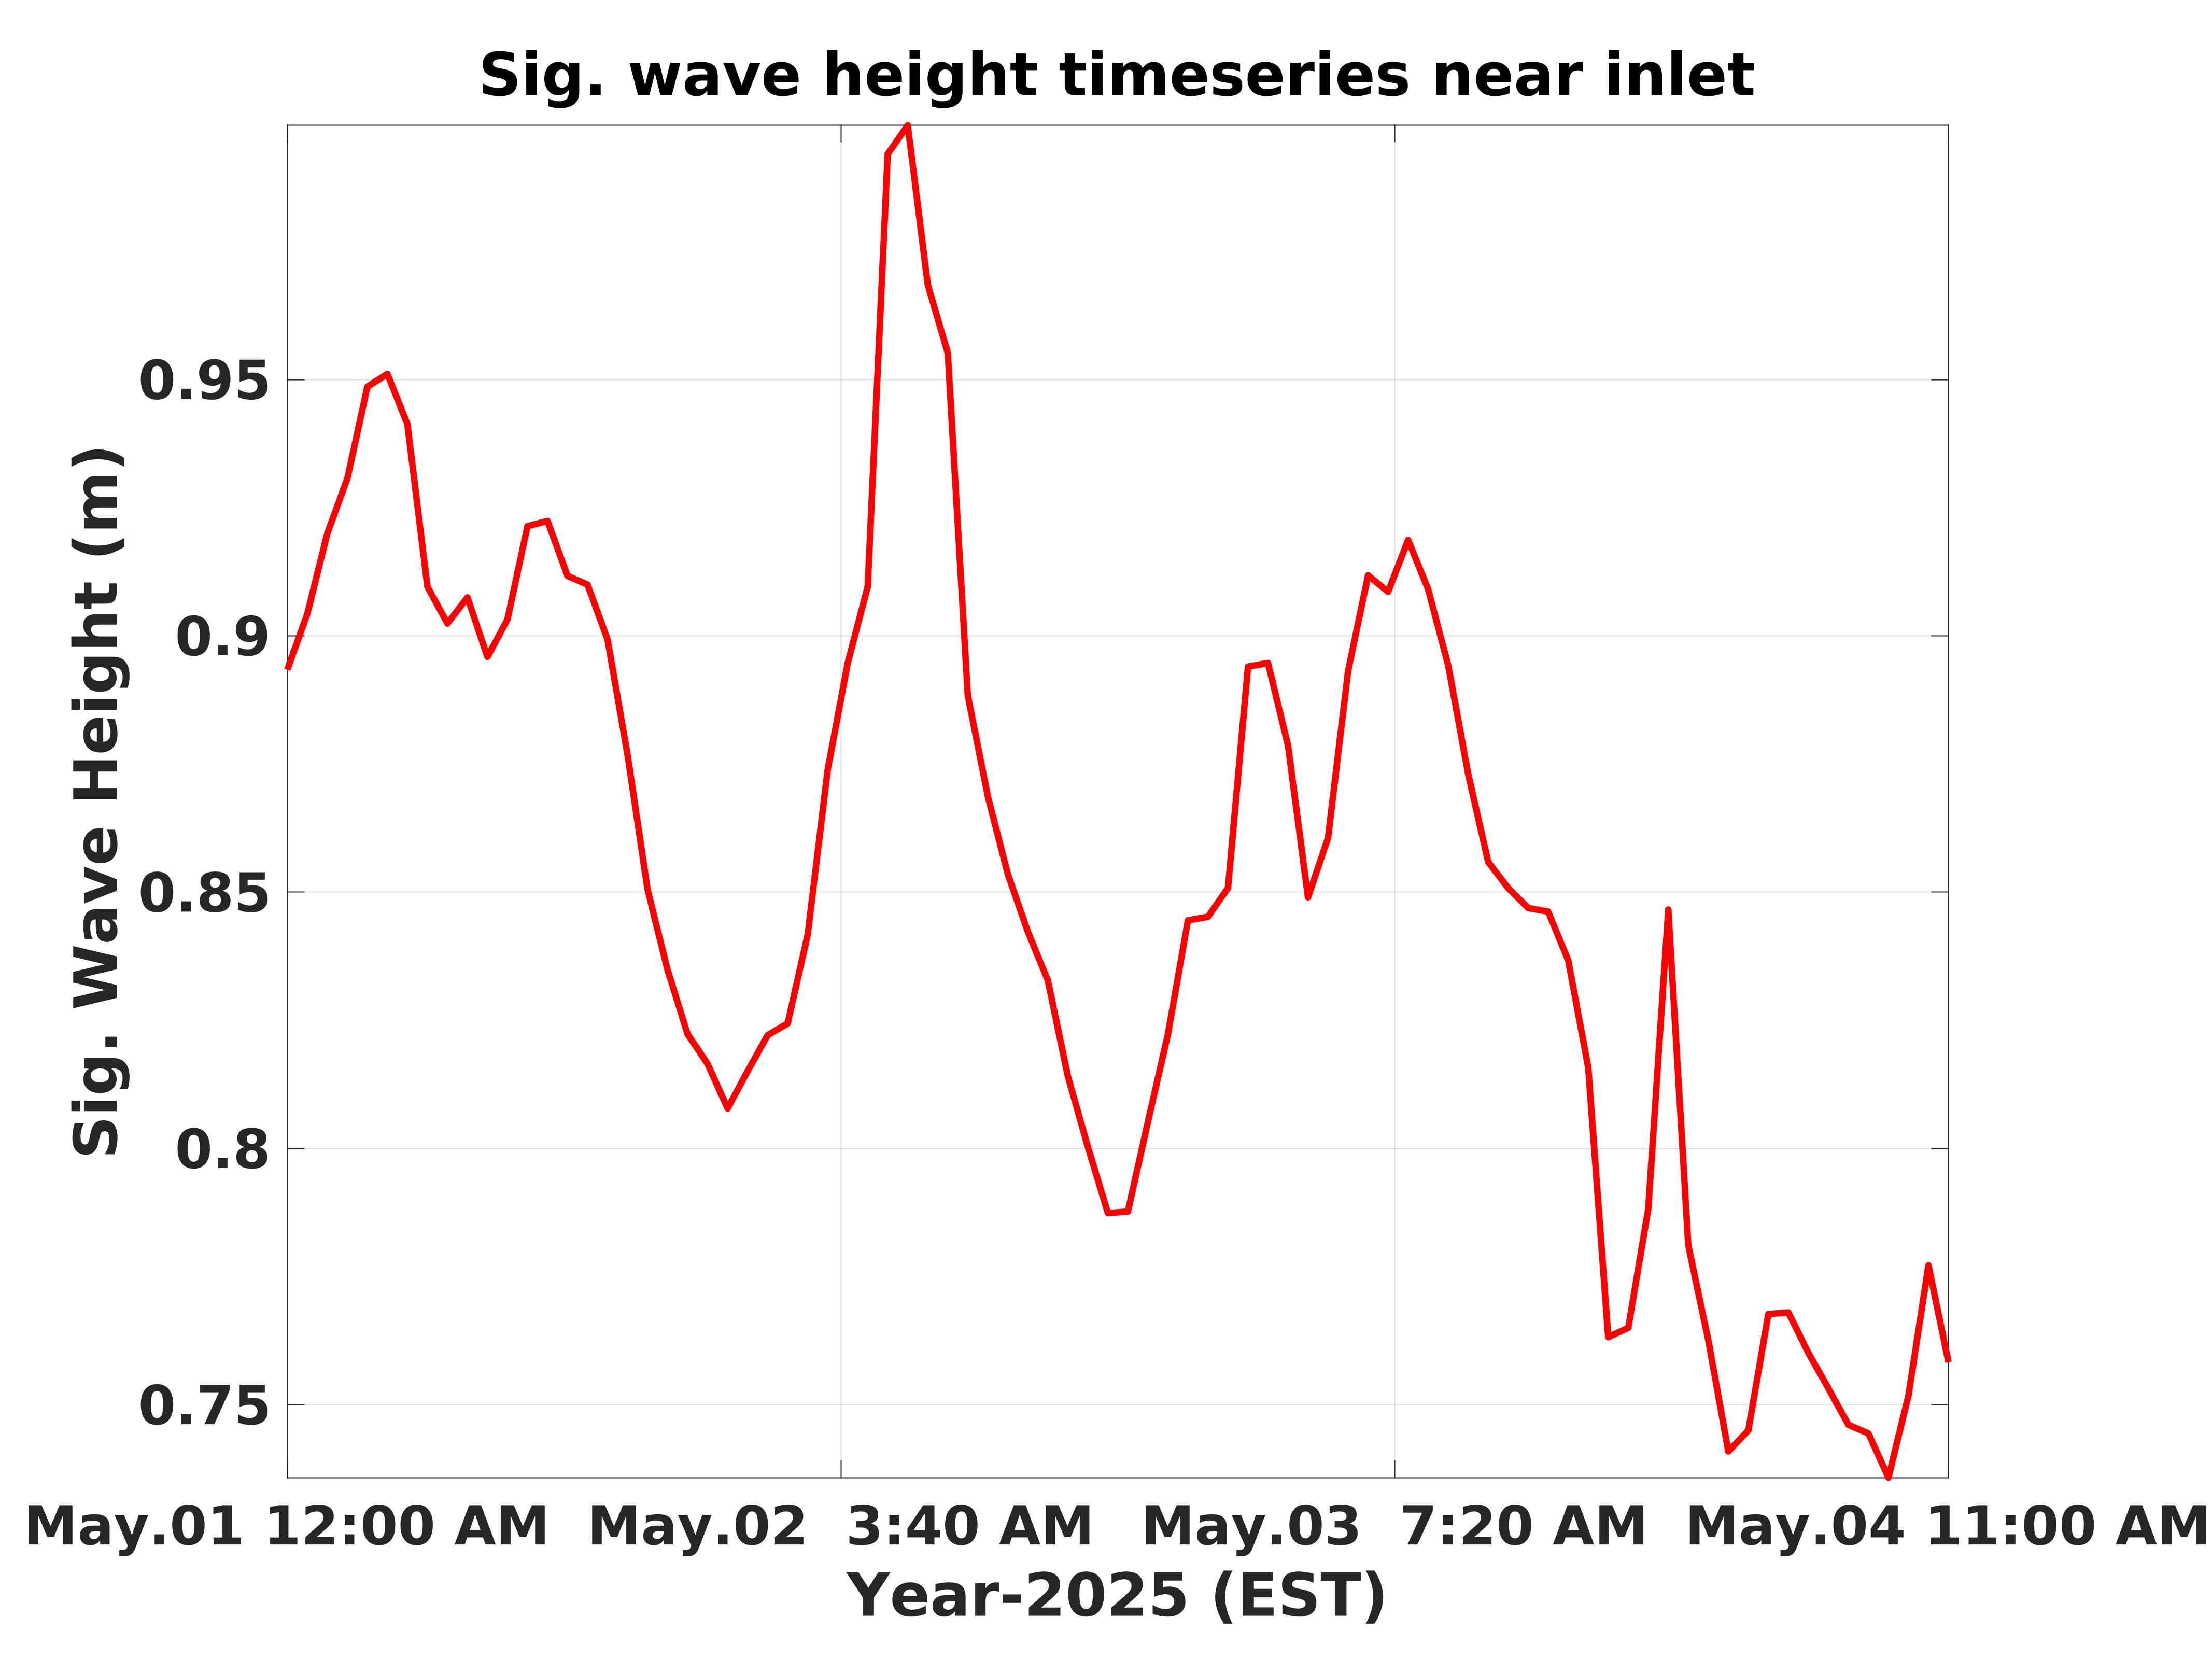 Sig. wave height timeseries near inlet
Sig. Wave Height (m)
0.95
0.9
0.85
0.8
0.75
May.01 12:00 AM May.02 3:40 AM May.03 7:20 AM May.04 11:00 AM
Year-2025 (EST)